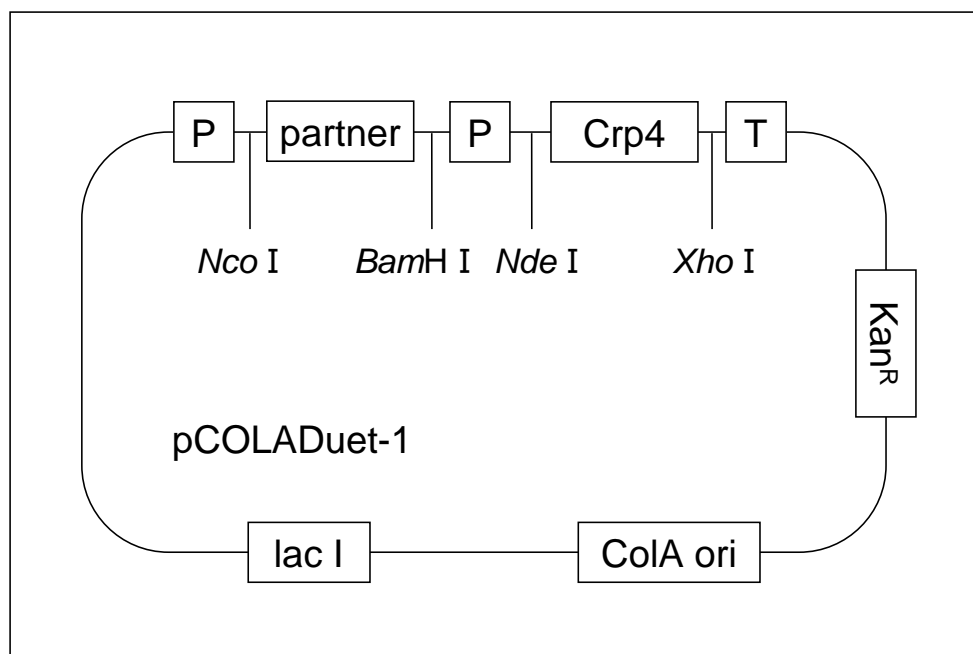 P partner P Crp4 T
Nco I BamH I Nde I Xho I
Kanᴿ
pCOLADuet-1
lac I ColA ori